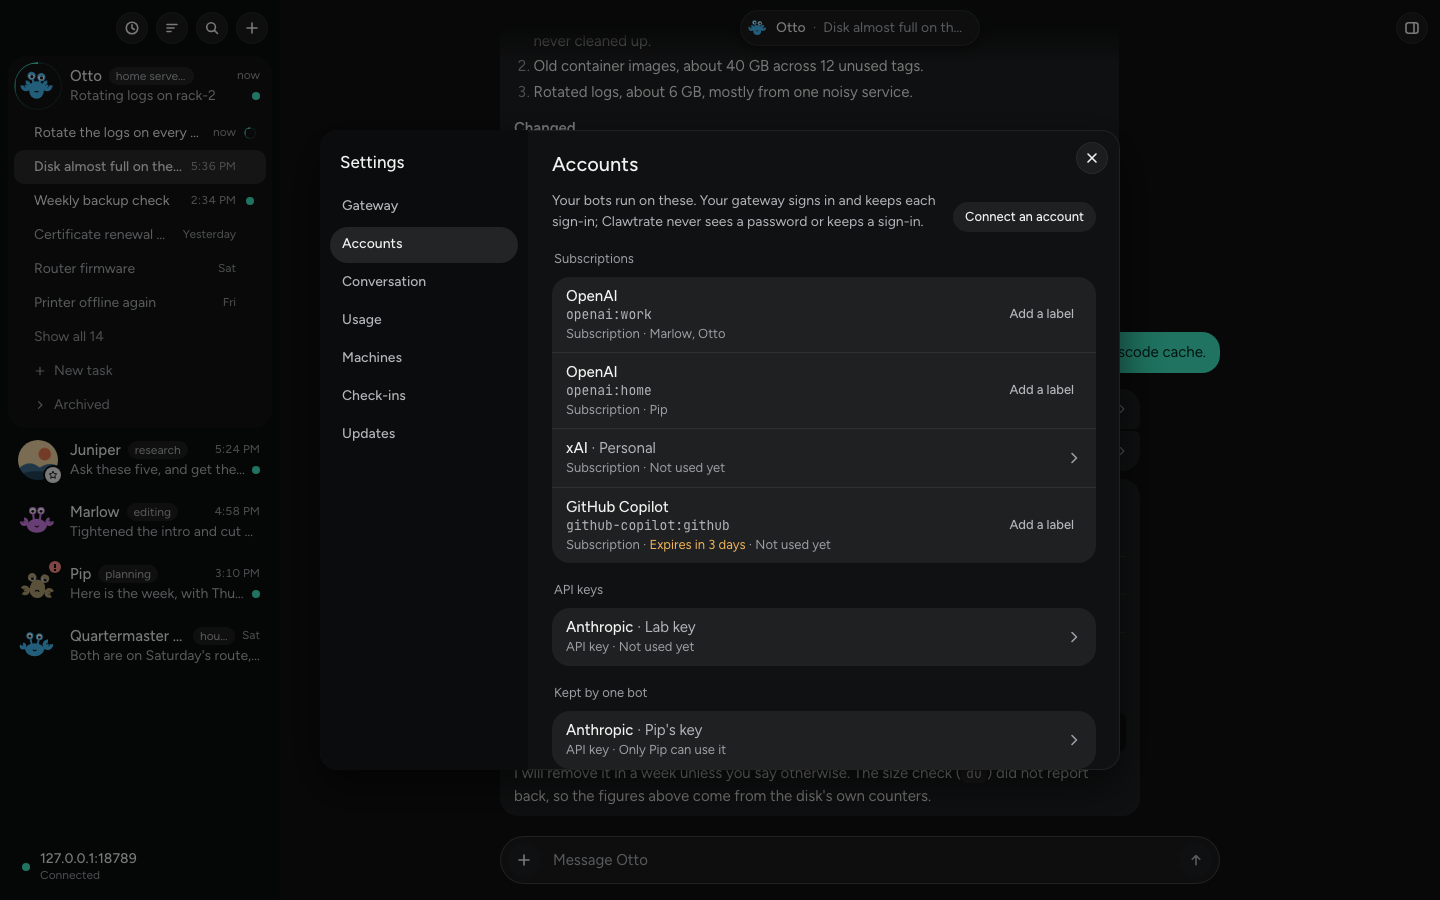 Otto · Disk almost full on th...
never cleaned up.
2. Old container images, about 40 GB across 12 unused tags.
3. Rotated logs, about 6 GB, mostly from one noisy service.
Changed
Otto home serve... now
Rotating logs on rack-2
Rotate the logs on every ... now
Disk almost full on the... 5:36 PM
Weekly backup check 2:34 PM
Certificate renewal ... Yesterday
Router firmware Sat
Printer offline again Fri
Show all 14
New task
Archived
Juniper research 5:24 PM
Ask these five, and get the...
Marlow editing 4:58 PM
Tightened the intro and cut ...
Pip planning 3:10 PM
Here is the week, with Thu...
Quartermaster ... hou... Sat
Both are on Saturday's route,...
127.0.0.1:18789
Connected
Settings
Gateway
Accounts
Conversation
Usage
Machines
Check-ins
Updates
Accounts
Your bots run on these. Your gateway signs in and keeps each
sign-in; Clawtrate never sees a password or keeps a sign-in.
Connect an account
Subscriptions
OpenAI
openai:work
Subscription · Marlow, Otto
Add a label
OpenAI
openai:home
Subscription · Pip
Add a label
xAI · Personal
Subscription · Not used yet
GitHub Copilot
github-copilot:github
Subscription · Expires in 3 days · Not used yet
Add a label
API keys
Anthropic · Lab key
API key · Not used yet
Kept by one bot
Anthropic · Pip's key
API key · Only Pip can use it
scode cache.
I will remove it in a week unless you say otherwise. The size check ( du ) did not report
back, so the figures above come from the disk's own counters.
Message Otto